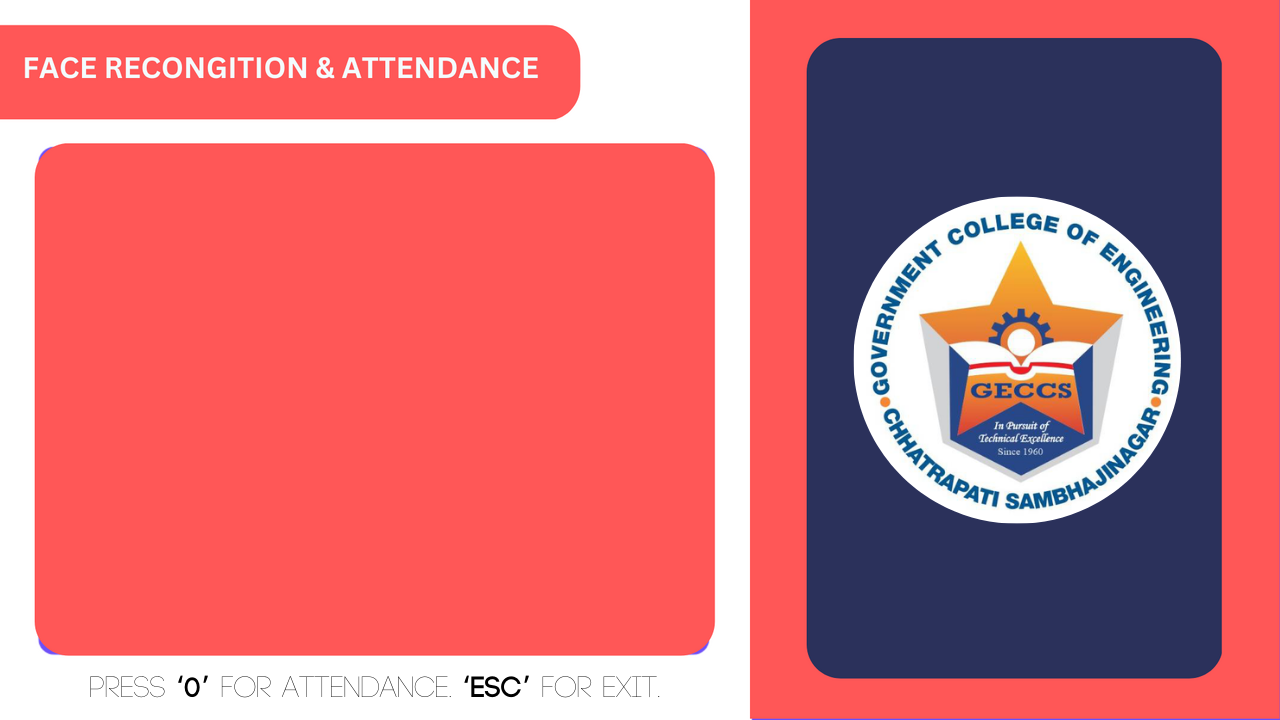 FACE RECONGITION & ATTENDANCE
GOVERNMENT COLLEGE OF ENGINEERING
GECCS
In Pursuit of
Technical Excellence
Since 1960
CHHATRAPATI SAMBHAJINAGAR
PRESS ‘0’ FOR ATTENDANCE. ‘ESC’ FOR EXIT.